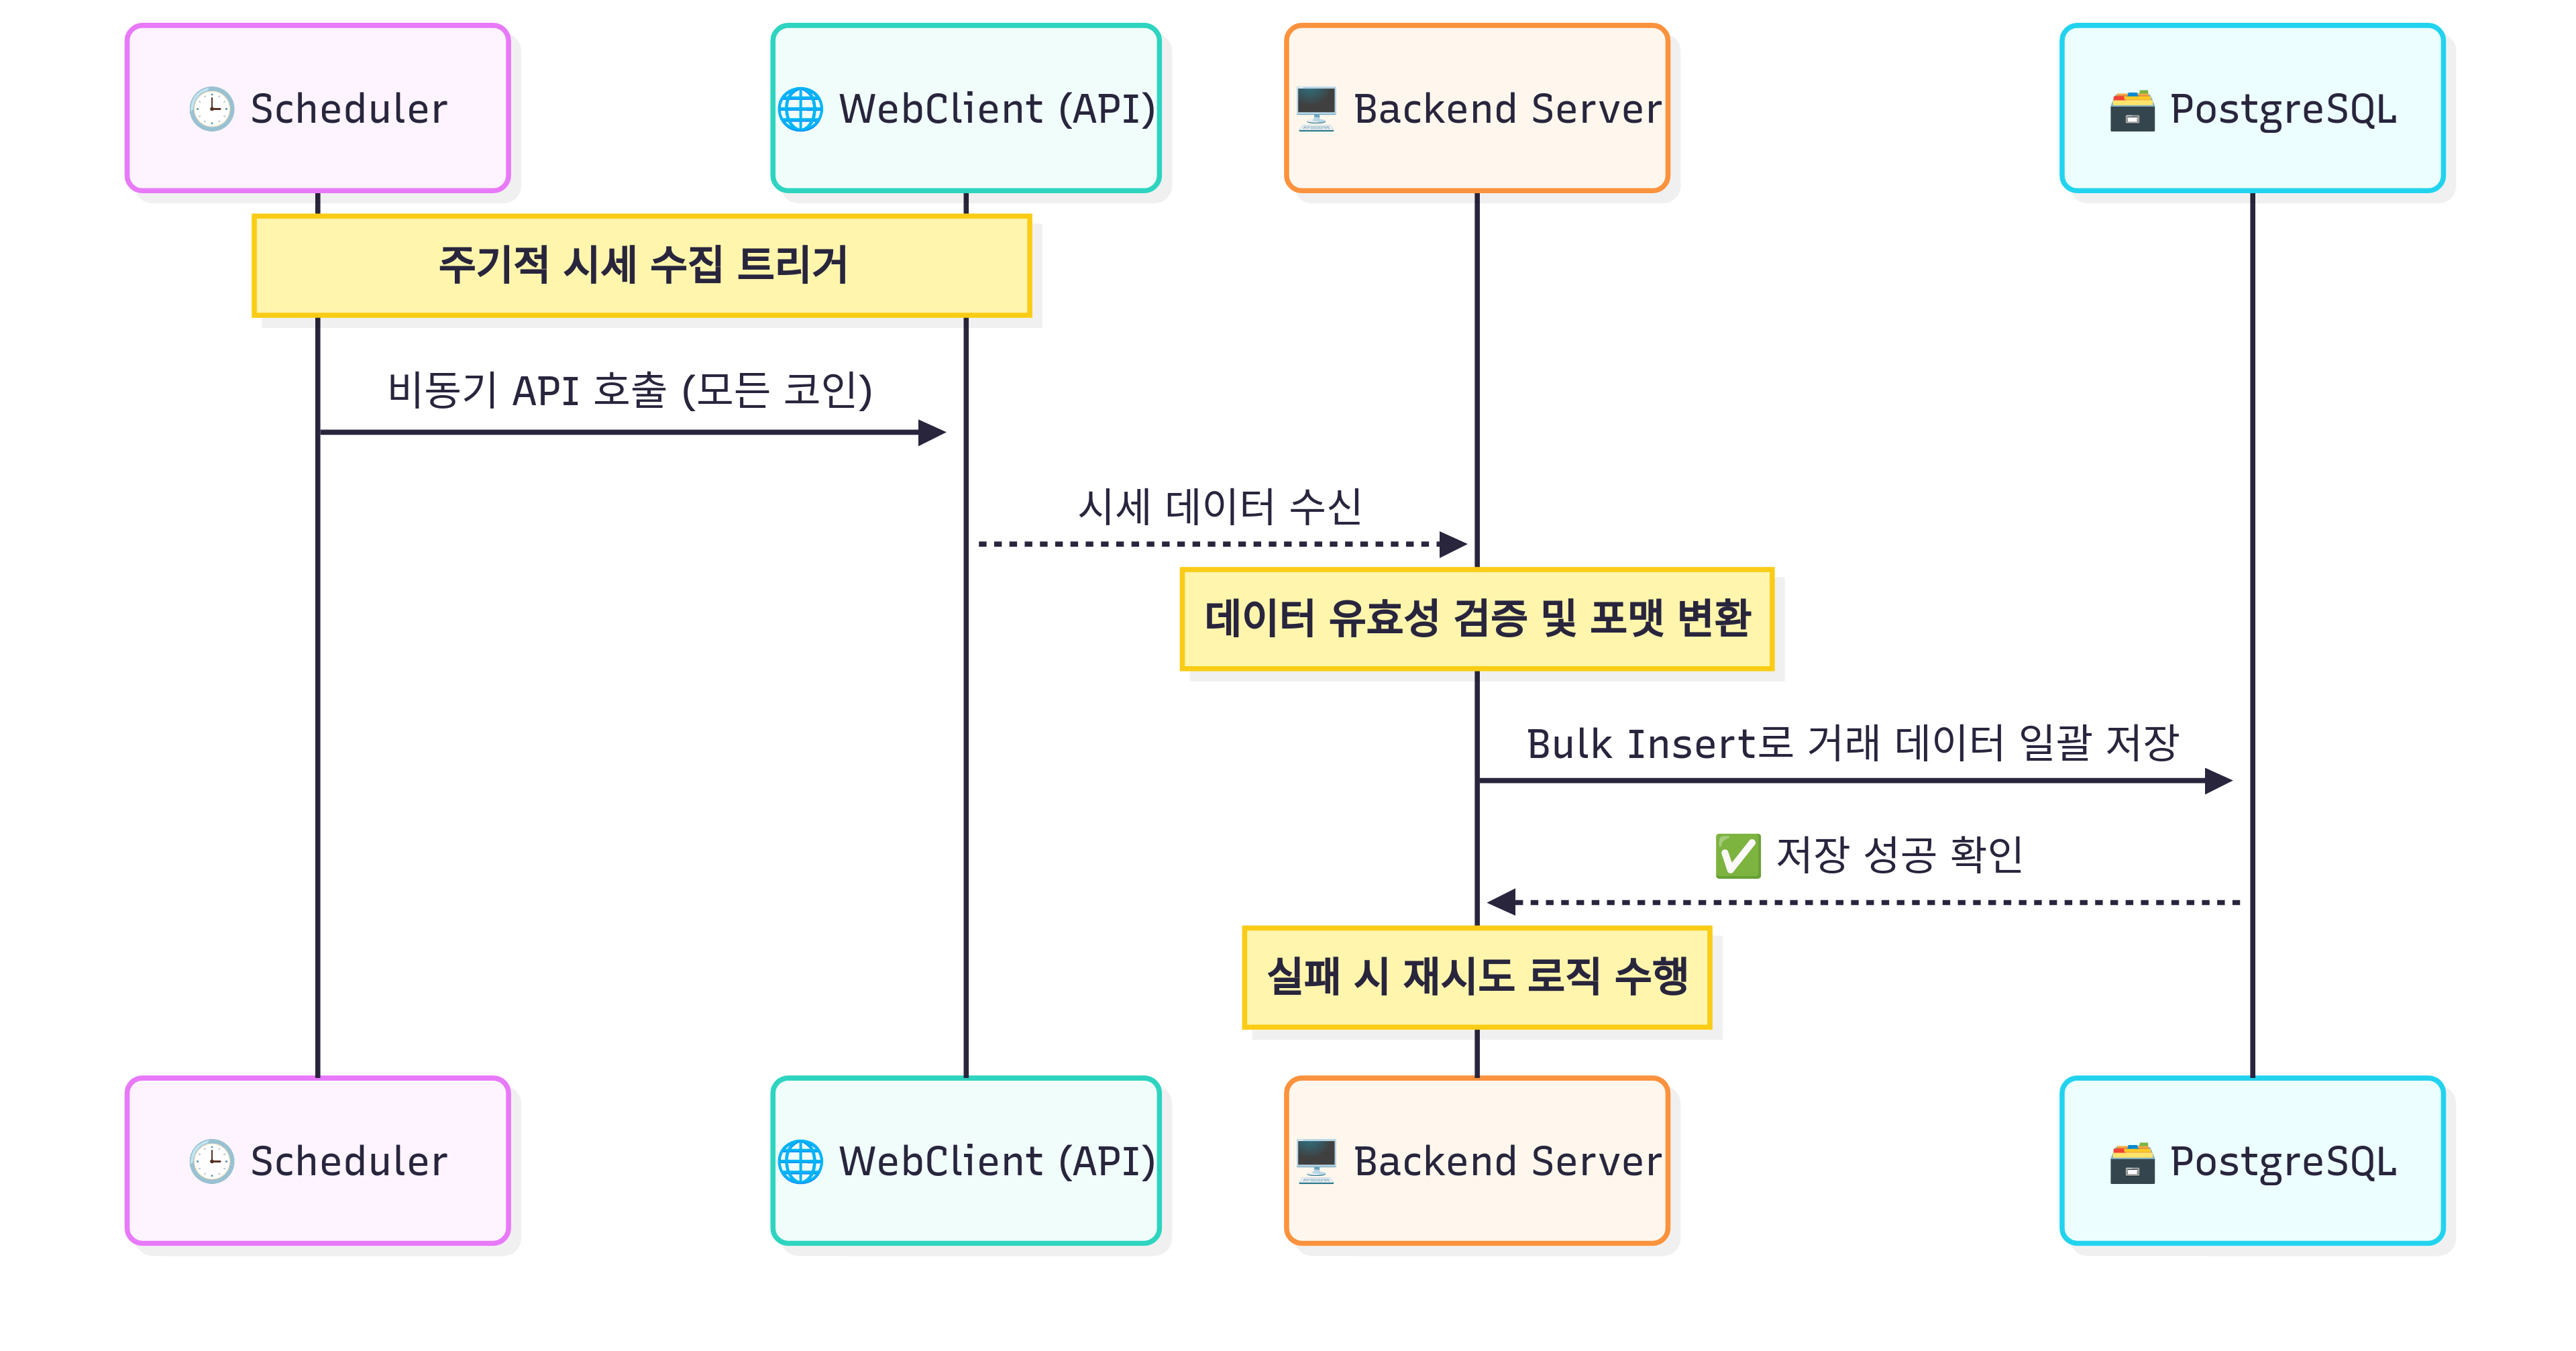 🕒 Scheduler
🌐 WebClient (API)
🖥️ Backend Server
🗃️ PostgreSQL
주기적 시세 수집 트리거
비동기 API 호출 (모든 코인)
시세 데이터 수신
데이터 유효성 검증 및 포맷 변환
Bulk Insert로 거래 데이터 일괄 저장
✅ 저장 성공 확인
실패 시 재시도 로직 수행
🕒 Scheduler
🌐 WebClient (API)
🖥️ Backend Server
🗃️ PostgreSQL